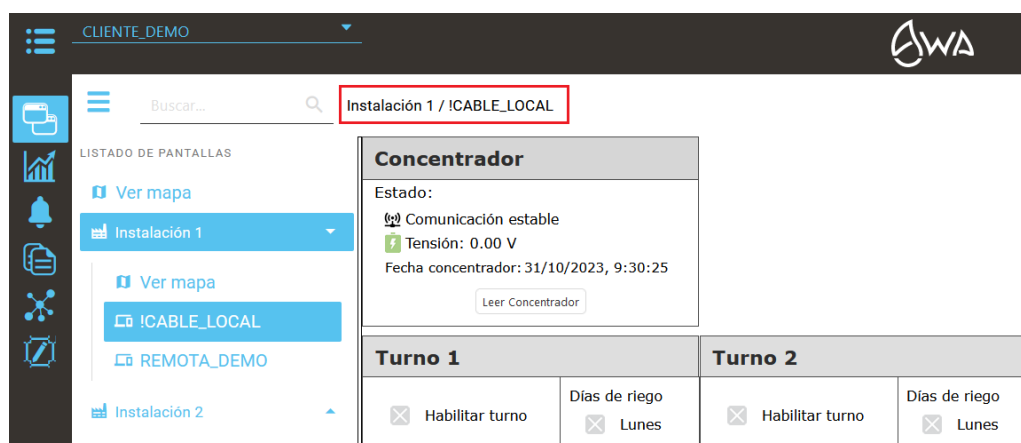 CLIENTE_DEMO
AWA
Buscar...
Instalación 1 / !CABLE_LOCAL
LISTADO DE PANTALLAS
Ver mapa
Instalación 1
Ver mapa
!CABLE_LOCAL
REMOTA_DEMO
Instalación 2
Concentrador
Estado:
Comunicación estable
Tensión: 0.00 V
Fecha concentrador: 31/10/2023, 9:30:25
Leer Concentrador
Turno 1
Habilitar turno
Días de riego
Lunes
Turno 2
Habilitar turno
Días de riego
Lunes